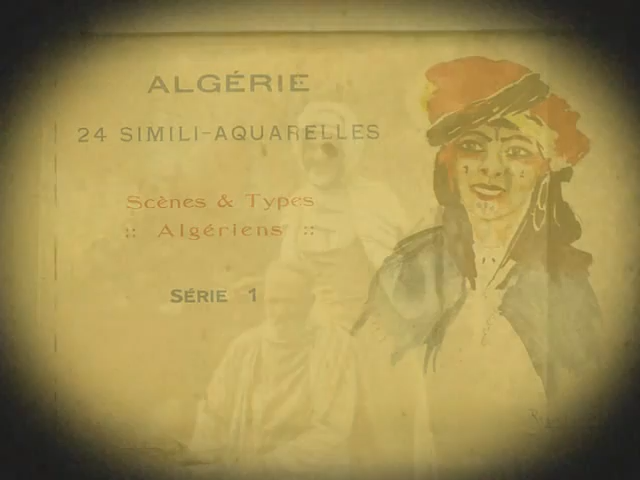 ALGÉRIE
24 SIMILI-AQUARELLES
Scènes & Types
:: Algériens ::
SÉRIE 1